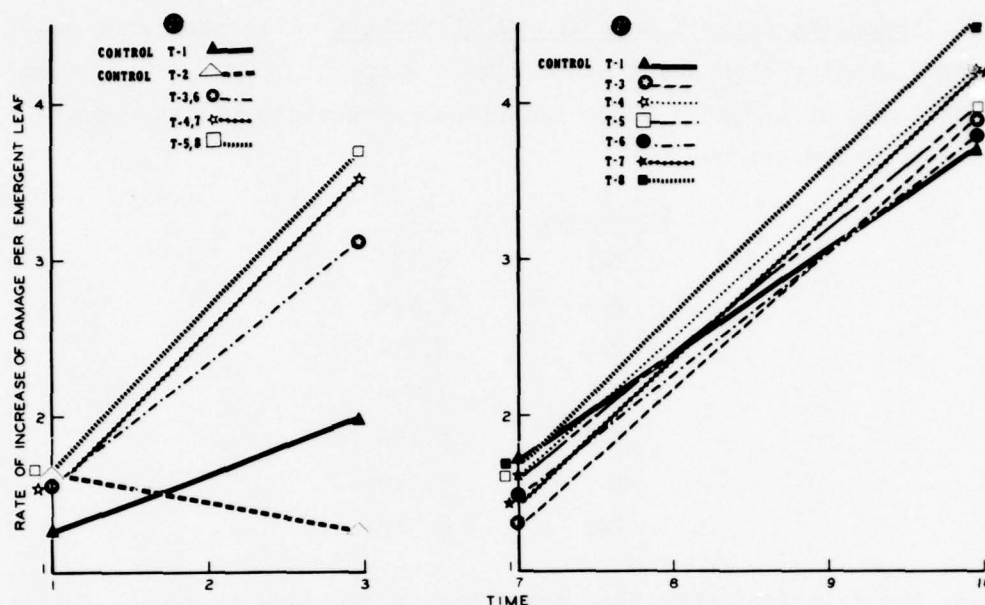 CONTROL T-1
CONTROL T-2
T-3,6
T-4,7
T-5,8
RATE OF INCREASE OF DAMAGE PER EMERGENT LEAF
4
3
2
1
1 2 3
CONTROL T-1
T-3
T-4
T-5
T-6
T-7
T-8
4
3
2
1
7 8 9 10
TIME